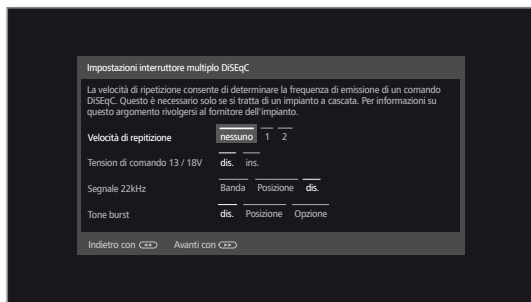 Impostazioni interruttore multiplo DiSEqC
La velocità di ripetizione consente di determinare la frequenza di emissione di un comando
DiSEqC. Questo è necessario solo se si tratta di un impianto a cascata. Per informazioni su
questo argomento rivolgersi al fornitore dell'impianto.
Velocità di repitizione nessuno 1 2
Tension di comando 13 / 18V dis. ins.
Segnale 22kHz Banda Posizione dis.
Tone burst dis. Posizione Opzione
Indietro con ◄◄ Avanti con ►►